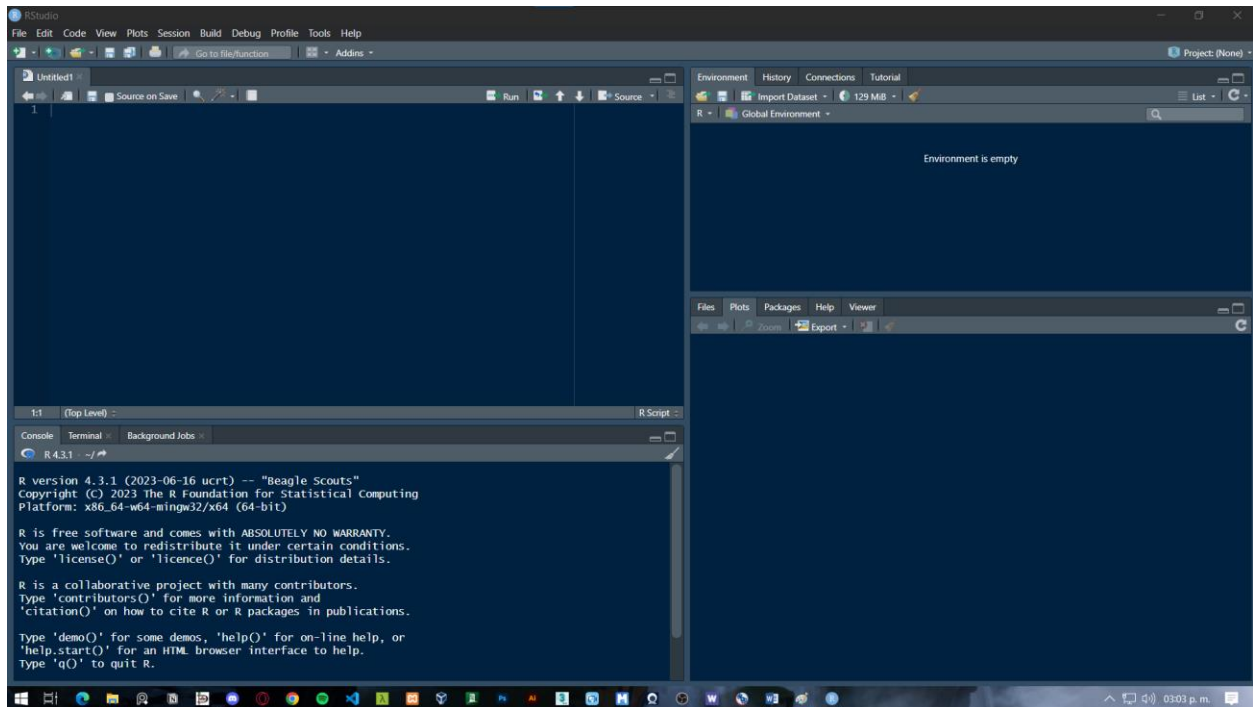 RStudio
File Edit Code View Plots Session Build Debug Profile Tools Help
Go to file/function Addins
Project: (None)
Untitled1
Source on Save Run Source
1
1:1 (Top Level) R Script
Console Terminal Background Jobs
R 4.3.1 · ~/
R version 4.3.1 (2023-06-16 ucrt) -- "Beagle Scouts"
Copyright (C) 2023 The R Foundation for Statistical Computing
Platform: x86_64-w64-mingw32/x64 (64-bit)
R is free software and comes with ABSOLUTELY NO WARRANTY.
You are welcome to redistribute it under certain conditions.
Type 'license()' or 'licence()' for distribution details.
R is a collaborative project with many contributors.
Type 'contributors()' for more information and
'citation()' on how to cite R or R packages in publications.
Type 'demo()' for some demos, 'help()' for on-line help, or
'help.start()' for an HTML browser interface to help.
Type 'q()' to quit R.
Environment History Connections Tutorial
Import Dataset 129 MiB List
R Global Environment
Environment is empty
Files Plots Packages Help Viewer
Zoom Export
03:03 p. m.